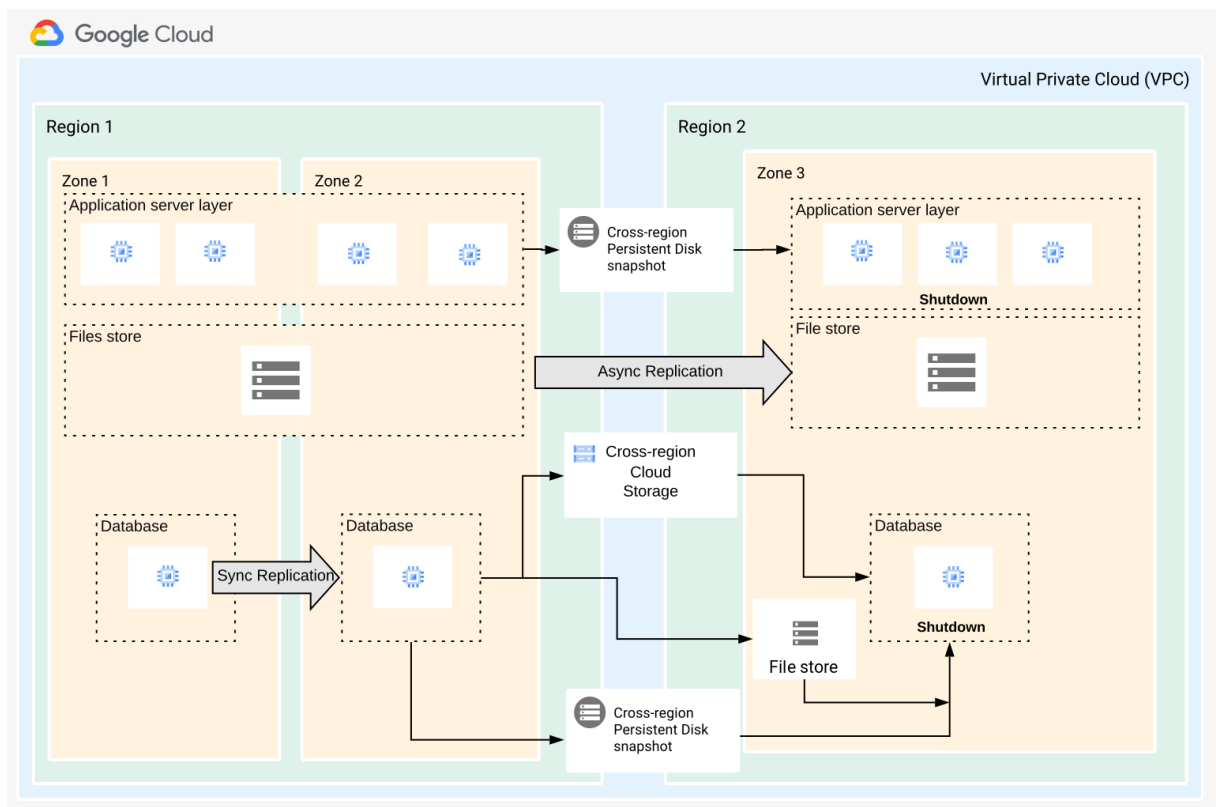 Google Cloud
Virtual Private Cloud (VPC)
Region 1
Region 2
Zone 1
Zone 2
Zone 3
Application server layer
Application server layer
Cross-region
Persistent Disk
snapshot
Shutdown
Files store
File store
Async Replication
Cross-region
Cloud
Storage
Database
Database
Database
Sync Replication
Shutdown
File store
Cross-region
Persistent Disk
snapshot